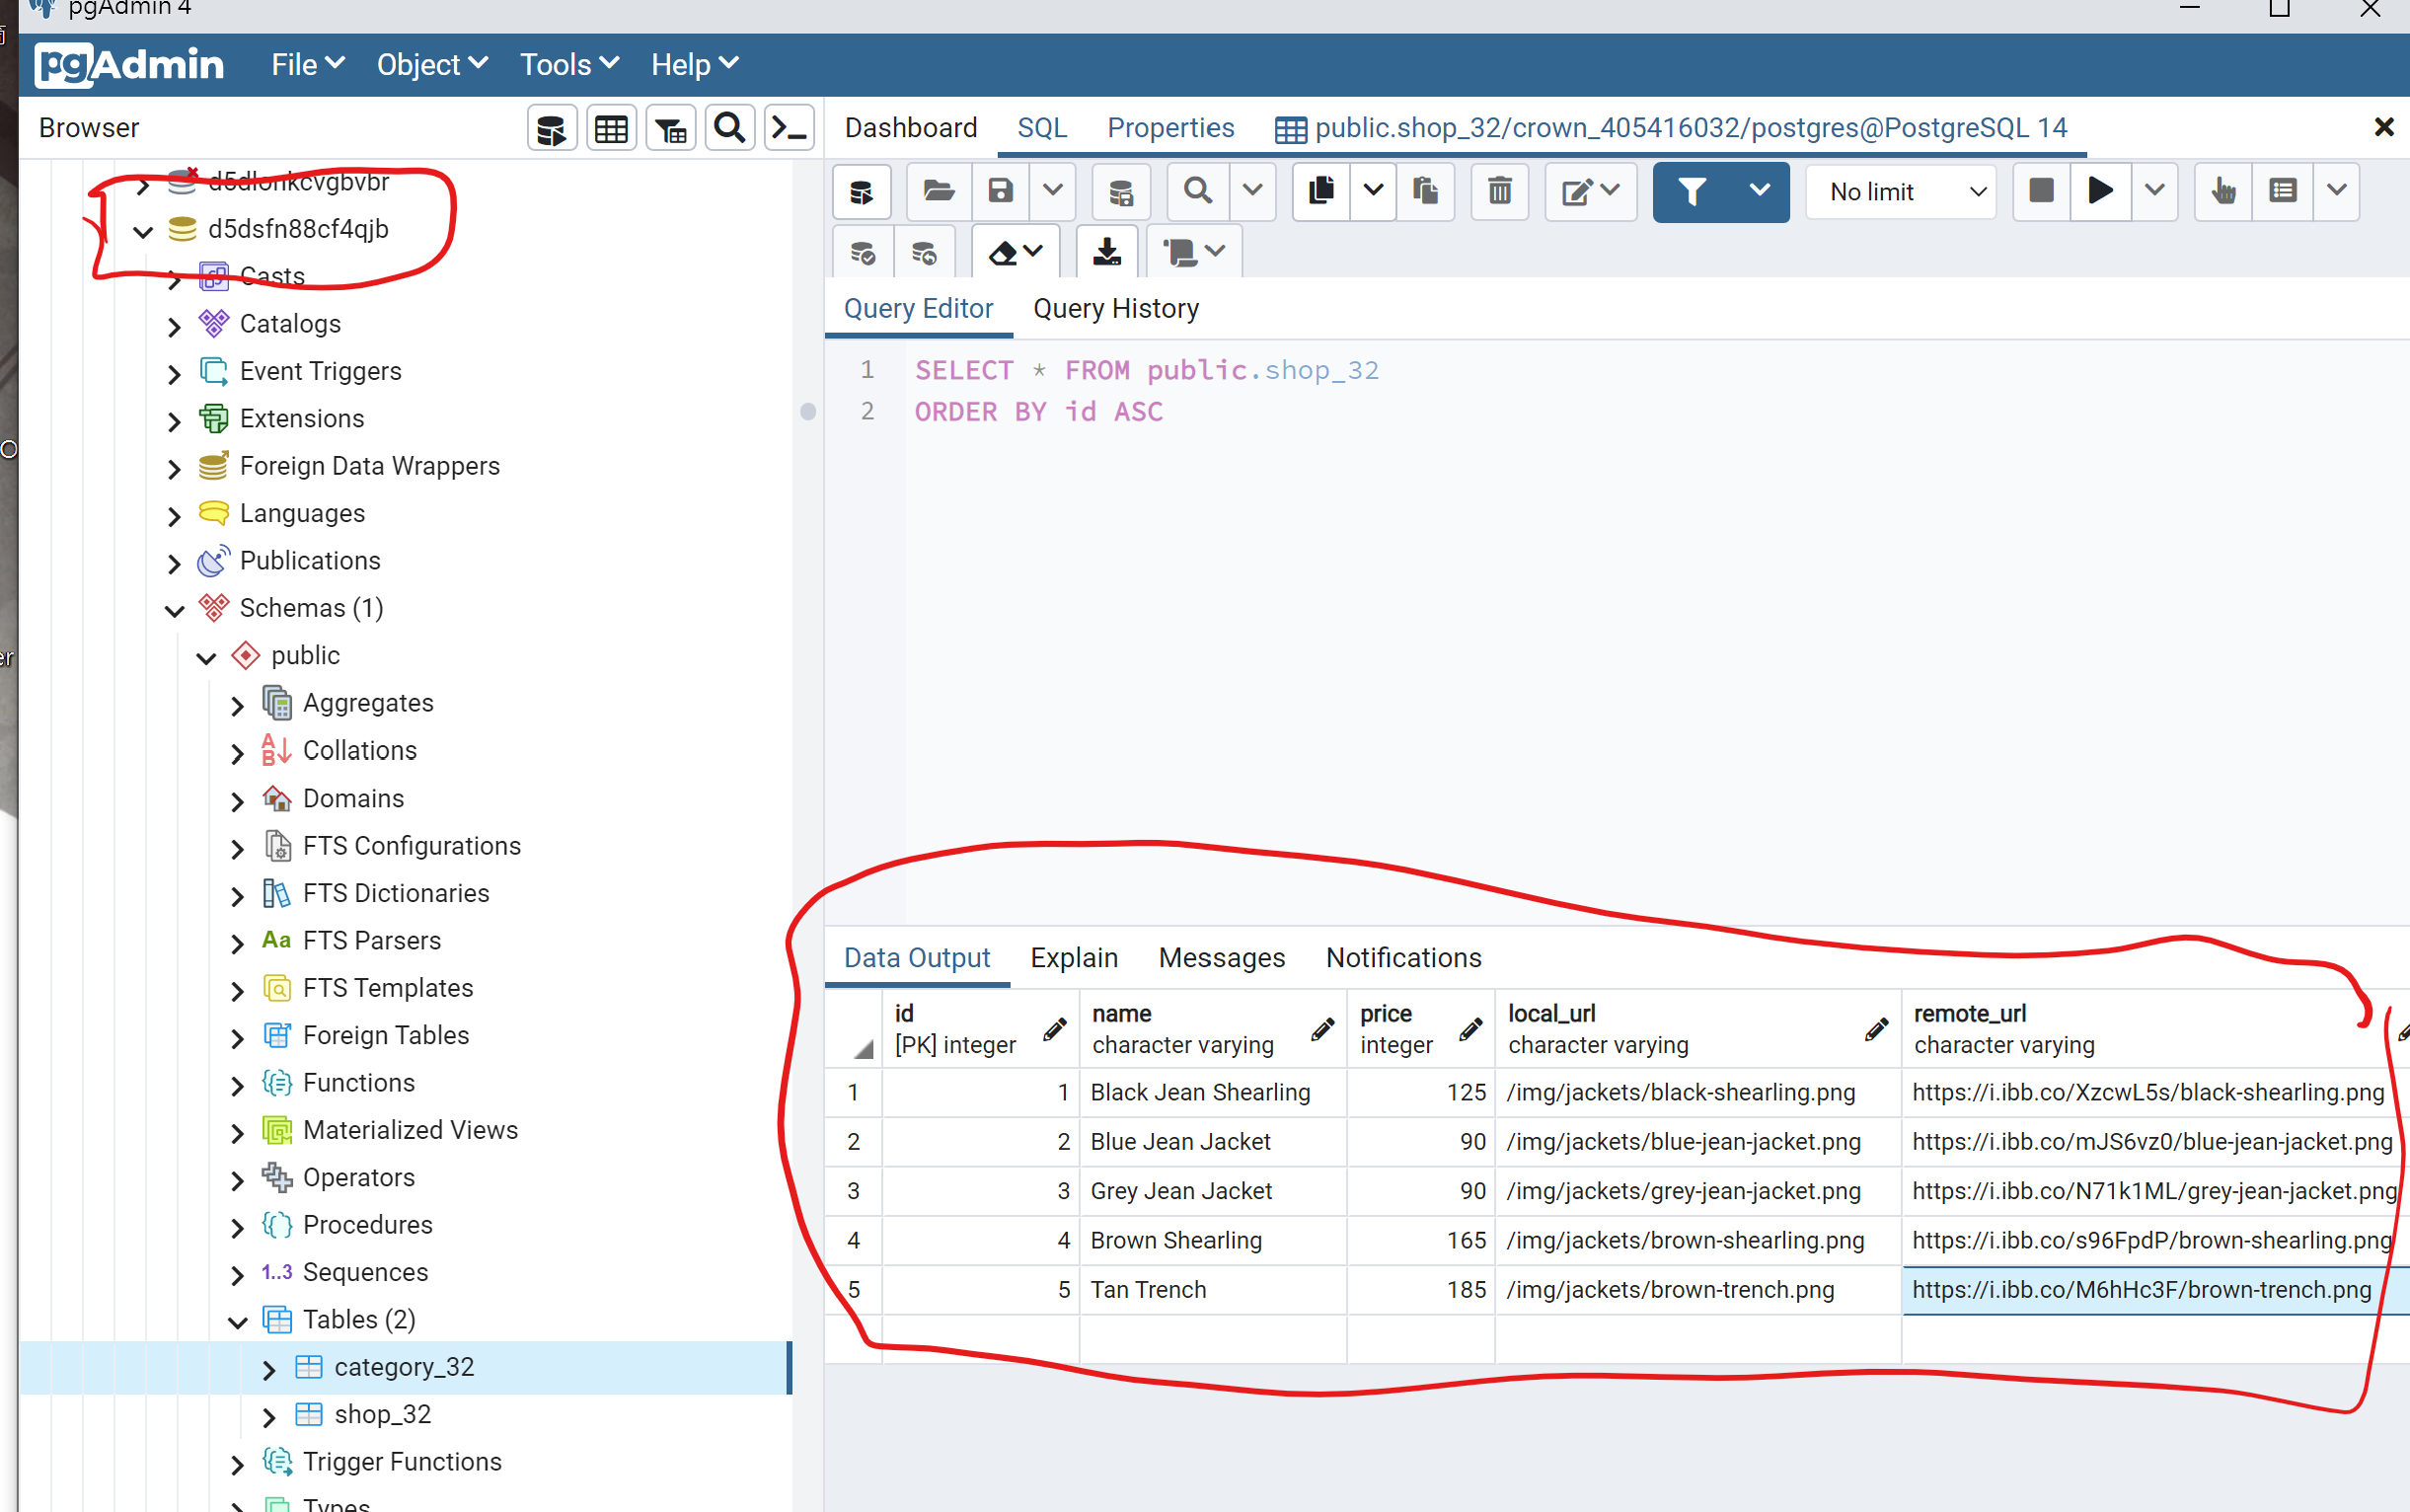 pgAdmin 4
pgAdmin File Object Tools Help
Browser
Dashboard SQL Properties public.shop_32/crown_405416032/postgres@PostgreSQL 14
No limit
d5dlonkcvgbvbr
d5dsfn88cf4qjb
Casts
Catalogs
Event Triggers
Extensions
Foreign Data Wrappers
Languages
Publications
Schemas (1)
public
Aggregates
Collations
Domains
FTS Configurations
FTS Dictionaries
Aa FTS Parsers
FTS Templates
Foreign Tables
Functions
Materialized Views
Operators
Procedures
1..3 Sequences
Tables (2)
category_32
shop_32
Trigger Functions
Types
Query Editor Query History
1 SELECT * FROM public.shop_32
2 ORDER BY id ASC
Data Output Explain Messages Notifications
id name price local_url remote_url
[PK] integer character varying integer character varying character varying
1 1 Black Jean Shearling 125 /img/jackets/black-shearling.png https://i.ibb.co/XzcwL5s/black-shearling.png
2 2 Blue Jean Jacket 90 /img/jackets/blue-jean-jacket.png https://i.ibb.co/mJS6vz0/blue-jean-jacket.png
3 3 Grey Jean Jacket 90 /img/jackets/grey-jean-jacket.png https://i.ibb.co/N71k1ML/grey-jean-jacket.png
4 4 Brown Shearling 165 /img/jackets/brown-shearling.png https://i.ibb.co/s96FpdP/brown-shearling.png
5 5 Tan Trench 185 /img/jackets/brown-trench.png https://i.ibb.co/M6hHc3F/brown-trench.png